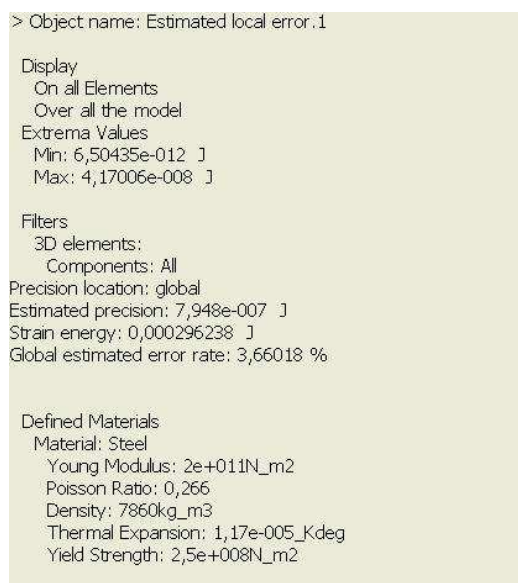 > Object name: Estimated local error.1
Display
On all Elements
Over all the model
Extrema Values
Min: 6,50435e-012 J
Max: 4,17006e-008 J
Filters
3D elements:
Components: All
Precision location: global
Estimated precision: 7,948e-007 J
Strain energy: 0,000296238 J
Global estimated error rate: 3,66018 %
Defined Materials
Material: Steel
Young Modulus: 2e+011N_m2
Poisson Ratio: 0,266
Density: 7860kg_m3
Thermal Expansion: 1,17e-005_Kdeg
Yield Strength: 2,5e+008N_m2